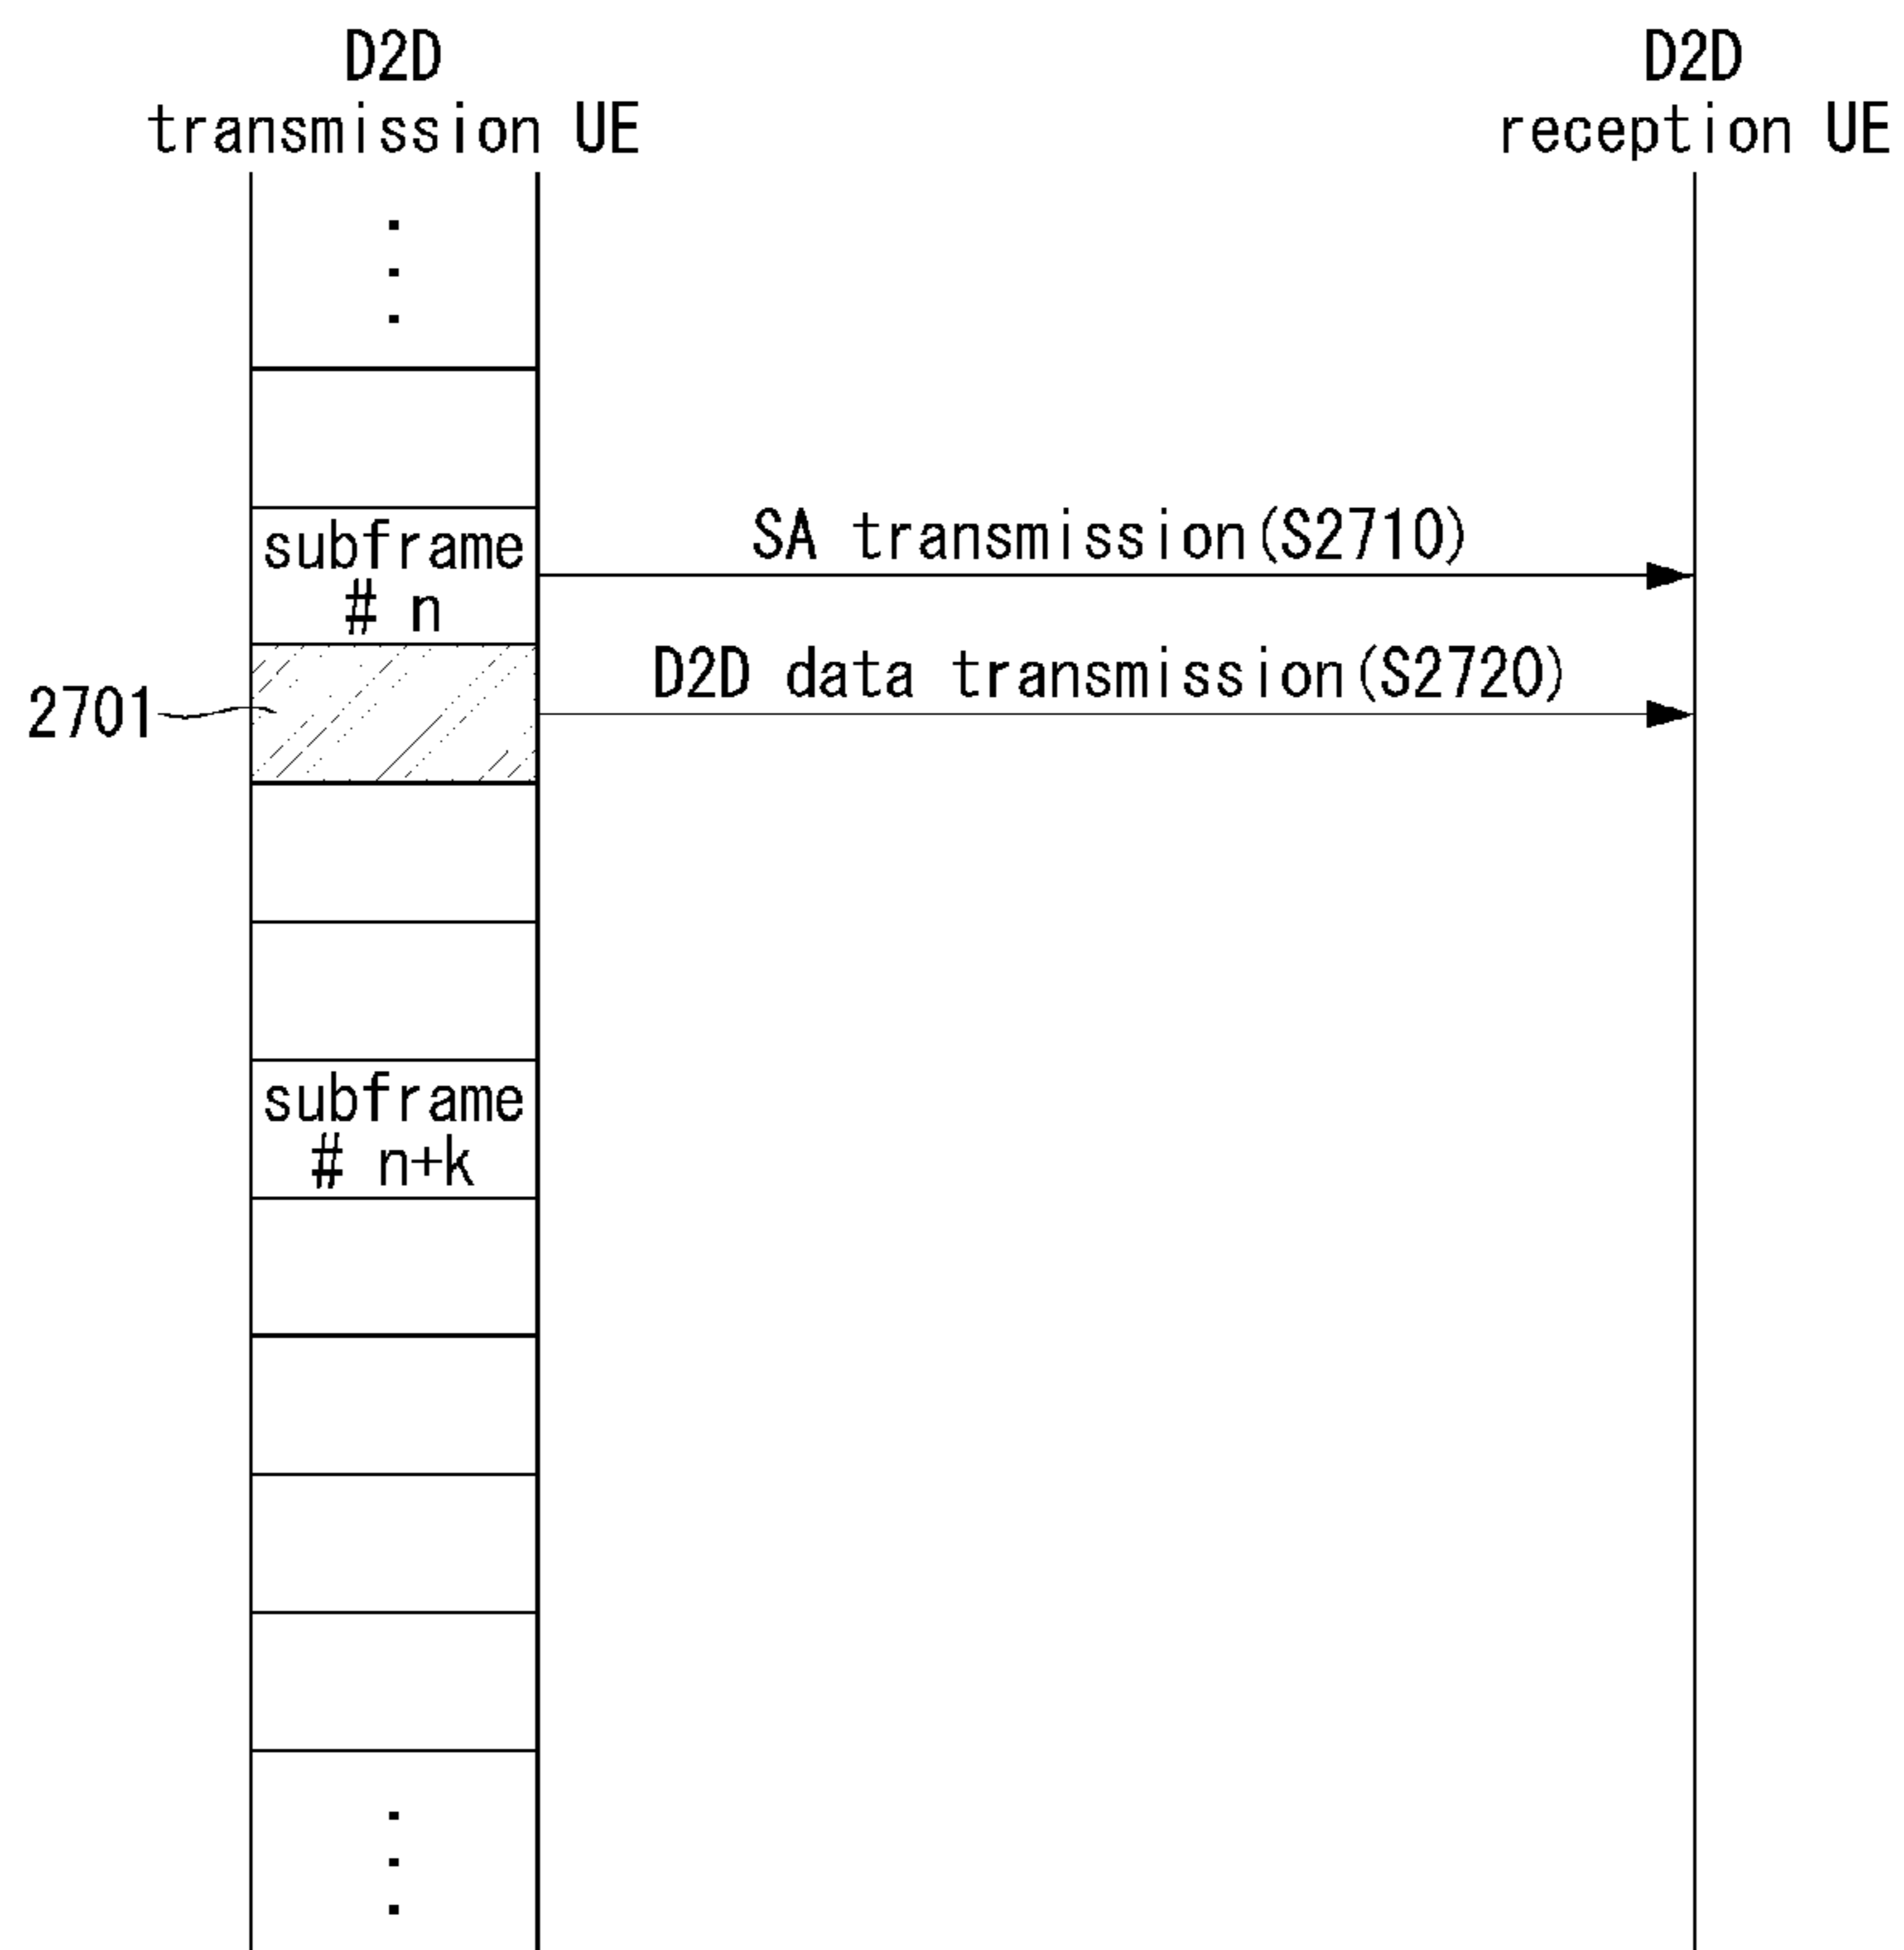 D2D
transmission UE
D2D
reception UE
subframe
# n
SA transmission(S2710)
2701
D2D data transmission(S2720)
subframe
# n+k